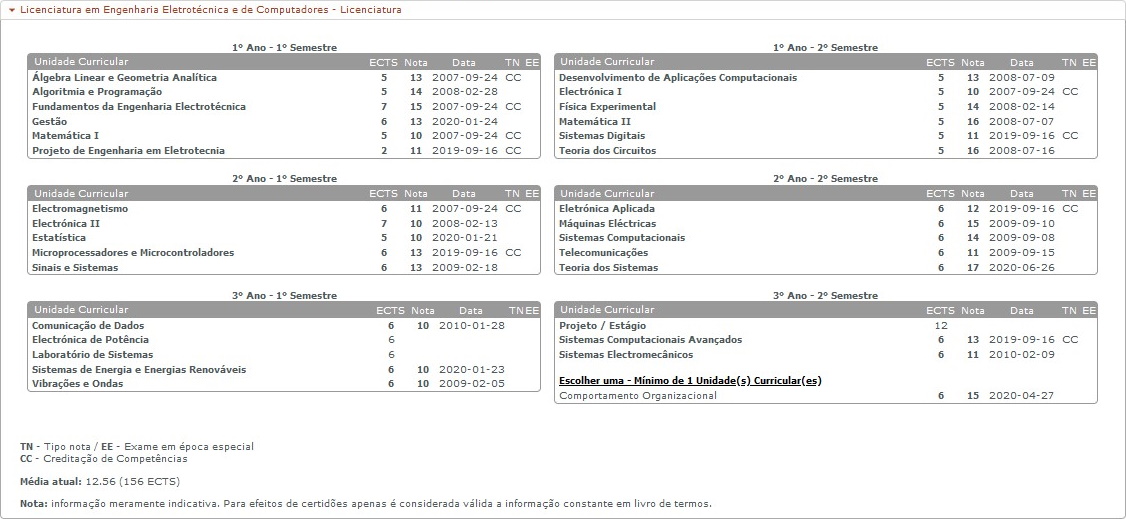 Licenciatura em Engenharia Eletrotécnica e de Computadores - Licenciatura
1º Ano - 1º Semestre
Unidade Curricular ECTS Nota Data TN EE
Álgebra Linear e Geometria Analítica 5 13 2007-09-24 CC
Algoritmia e Programação 5 14 2008-02-28
Fundamentos da Engenharia Electrotécnica 7 15 2007-09-24 CC
Gestão 6 13 2020-01-24
Matemática I 5 10 2007-09-24 CC
Projeto de Engenharia em Eletrotecnia 2 11 2019-09-16 CC
1º Ano - 2º Semestre
Unidade Curricular ECTS Nota Data TN EE
Desenvolvimento de Aplicações Computacionais 5 13 2008-07-09
Electrónica I 5 10 2007-09-24 CC
Física Experimental 5 14 2008-02-14
Matemática II 5 16 2008-07-07
Sistemas Digitais 5 11 2019-09-16 CC
Teoria dos Circuitos 5 16 2008-07-16
2º Ano - 1º Semestre
Unidade Curricular ECTS Nota Data TN EE
Electromagnetismo 6 11 2007-09-24 CC
Electrónica II 7 10 2008-02-13
Estatística 5 10 2020-01-21
Microprocessadores e Microcontroladores 6 13 2019-09-16 CC
Sinais e Sistemas 6 13 2009-02-18
2º Ano - 2º Semestre
Unidade Curricular ECTS Nota Data TN EE
Eletrónica Aplicada 6 12 2019-09-16 CC
Máquinas Eléctricas 6 15 2009-09-10
Sistemas Computacionais 6 14 2009-09-08
Telecomunicações 6 11 2009-09-15
Teoria dos Sistemas 6 17 2020-06-26
3º Ano - 1º Semestre
Unidade Curricular ECTS Nota Data TN EE
Comunicação de Dados 6 10 2010-01-28
Electrónica de Potência 6
Laboratório de Sistemas 6
Sistemas de Energia e Energias Renováveis 6 10 2020-01-23
Vibrações e Ondas 6 10 2009-02-05
3º Ano - 2º Semestre
Unidade Curricular ECTS Nota Data TN EE
Projeto / Estágio 12
Sistemas Computacionais Avançados 6 13 2019-09-16 CC
Sistemas Electromecânicos 6 11 2010-02-09
Escolher uma - Mínimo de 1 Unidade(s) Curricular(es)
Comportamento Organizacional 6 15 2020-04-27
TN - Tipo nota / EE - Exame em época especial
CC - Creditação de Competências
Média atual: 12.56 (156 ECTS)
Nota: informação meramente indicativa. Para efeitos de certidões apenas é considerada válida a informação constante em livro de termos.